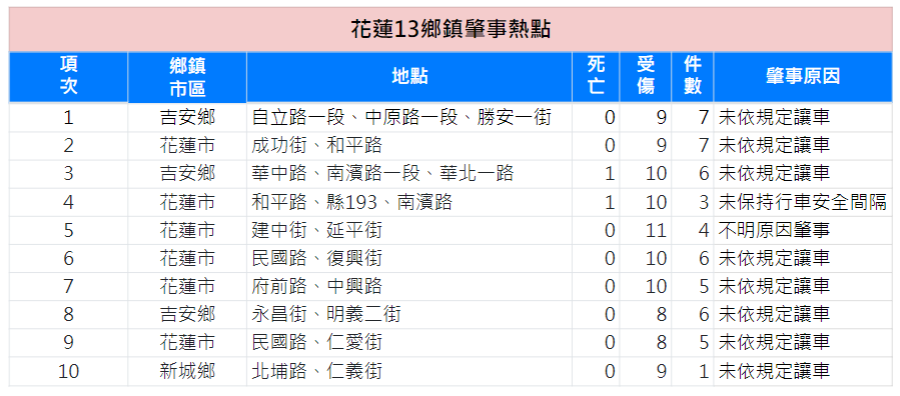 花蓮13鄉鎮肇事熱點
項次 鄉鎮市區 地點 死亡 受傷 件數 肇事原因
1 吉安鄉 自立路一段、中原路一段、勝安一街 0 9 7 未依規定讓車
2 花蓮市 成功街、和平路 0 9 7 未依規定讓車
3 吉安鄉 華中路、南濱路一段、華北一路 1 10 6 未依規定讓車
4 花蓮市 和平路、縣193、南濱路 1 10 3 未保持行車安全間隔
5 花蓮市 建中街、延平街 0 11 4 不明原因肇事
6 花蓮市 民國路、復興街 0 10 6 未依規定讓車
7 花蓮市 府前路、中興路 0 10 5 未依規定讓車
8 吉安鄉 永昌街、明義二街 0 8 6 未依規定讓車
9 花蓮市 民國路、仁愛街 0 8 5 未依規定讓車
10 新城鄉 北埔路、仁義街 0 9 1 未依規定讓車